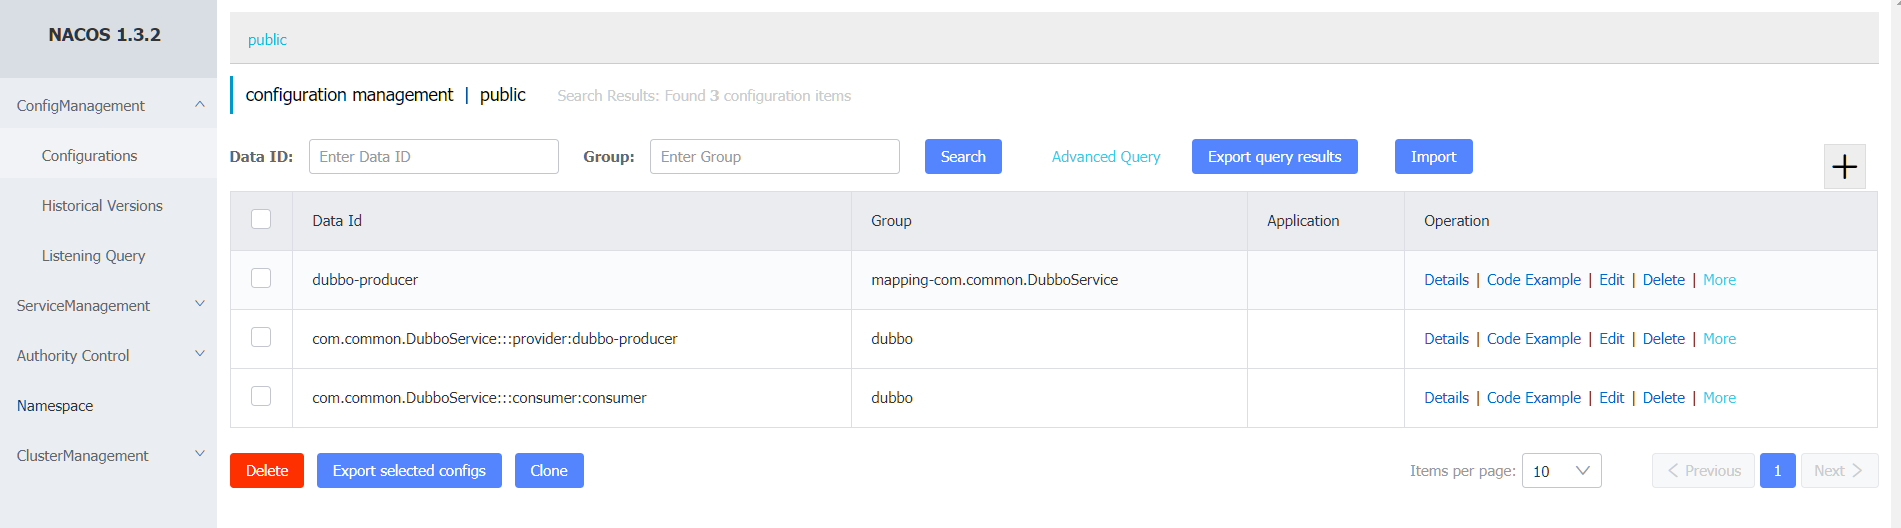 NACOS 1.3.2
ConfigManagement
Configurations
Historical Versions
Listening Query
ServiceManagement
Authority Control
Namespace
ClusterManagement
public
configuration management | public Search Results: Found 3 configuration items
Data ID: Enter Data ID Group: Enter Group Search Advanced Query Export query results Import
Data Id Group Application Operation
dubbo-producer mapping-com.common.DubboService Details | Code Example | Edit | Delete | More
com.common.DubboService:::provider:dubbo-producer dubbo Details | Code Example | Edit | Delete | More
com.common.DubboService:::consumer:consumer dubbo Details | Code Example | Edit | Delete | More
Delete Export selected configs Clone Items per page: 10 Previous 1 Next